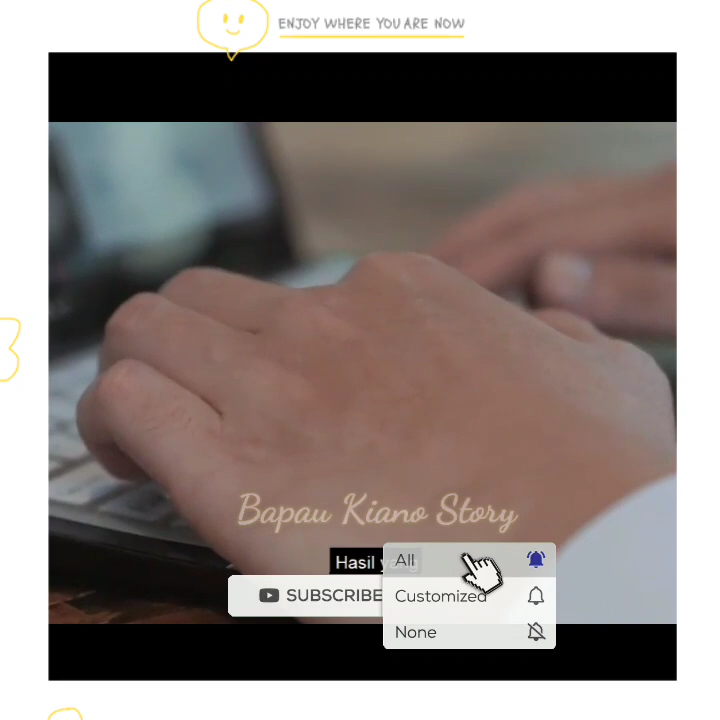 ENJOY WHERE YOU ARE NOW
Bapau Kiano Story
Hasil
All
SUBSCRIBE
Customized
None